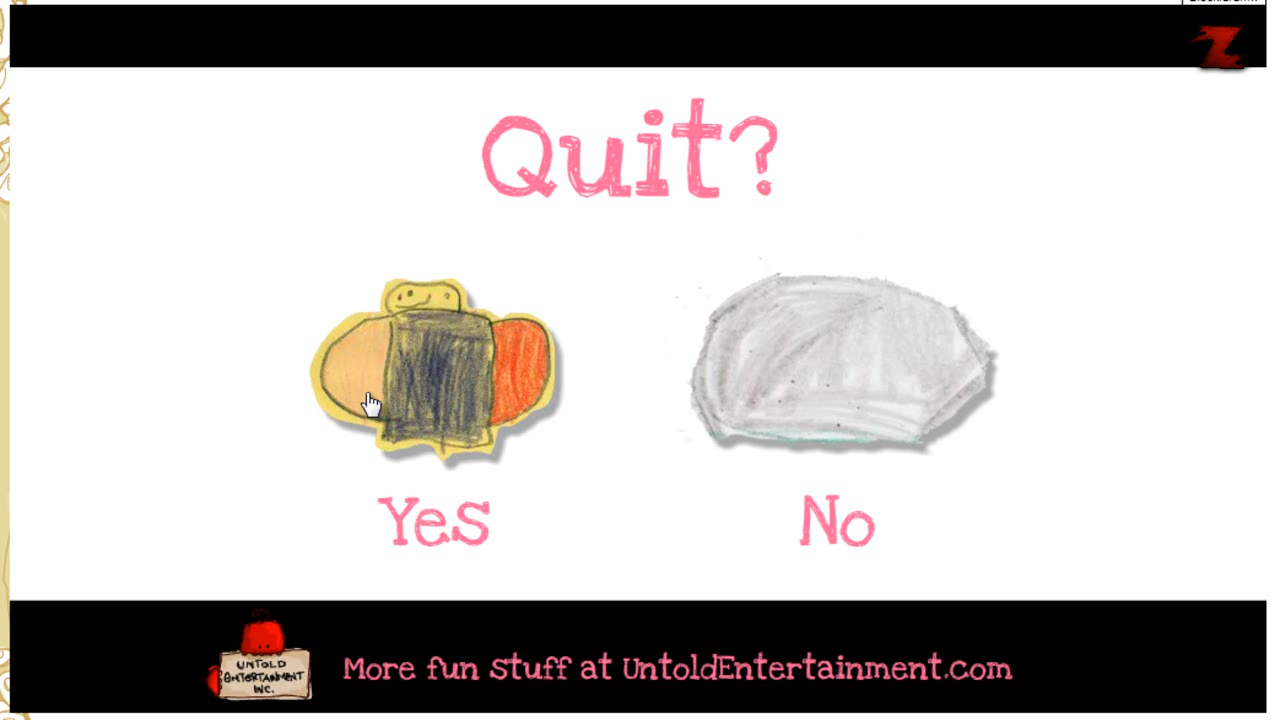 Quit?
Yes
No
UNTOLD
ENTERTAINMENT
INC.
More fun stuff at UntoldEntertainment.com